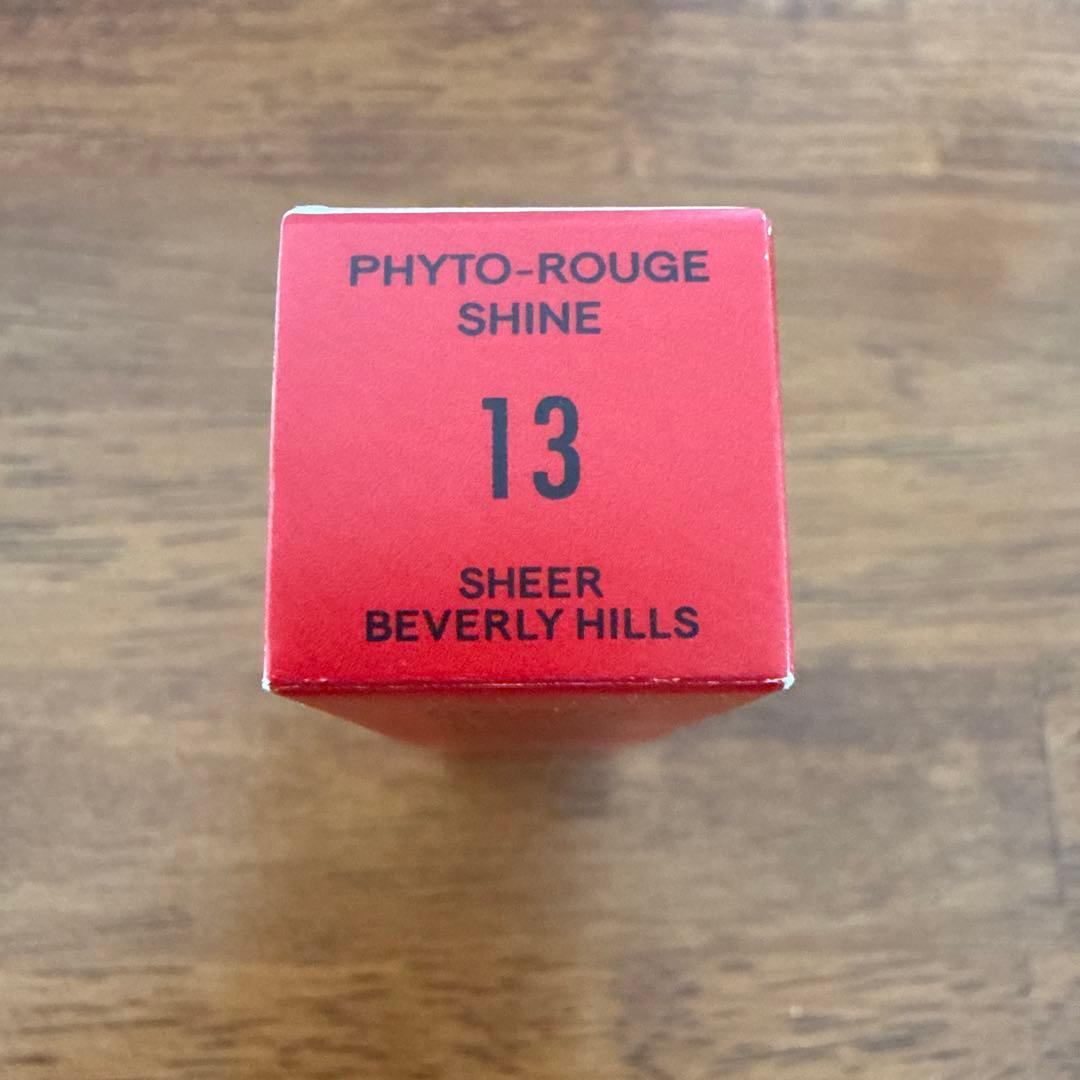 PHYTO-ROUGE
SHINE
13
SHEER
BEVERLY HILLS